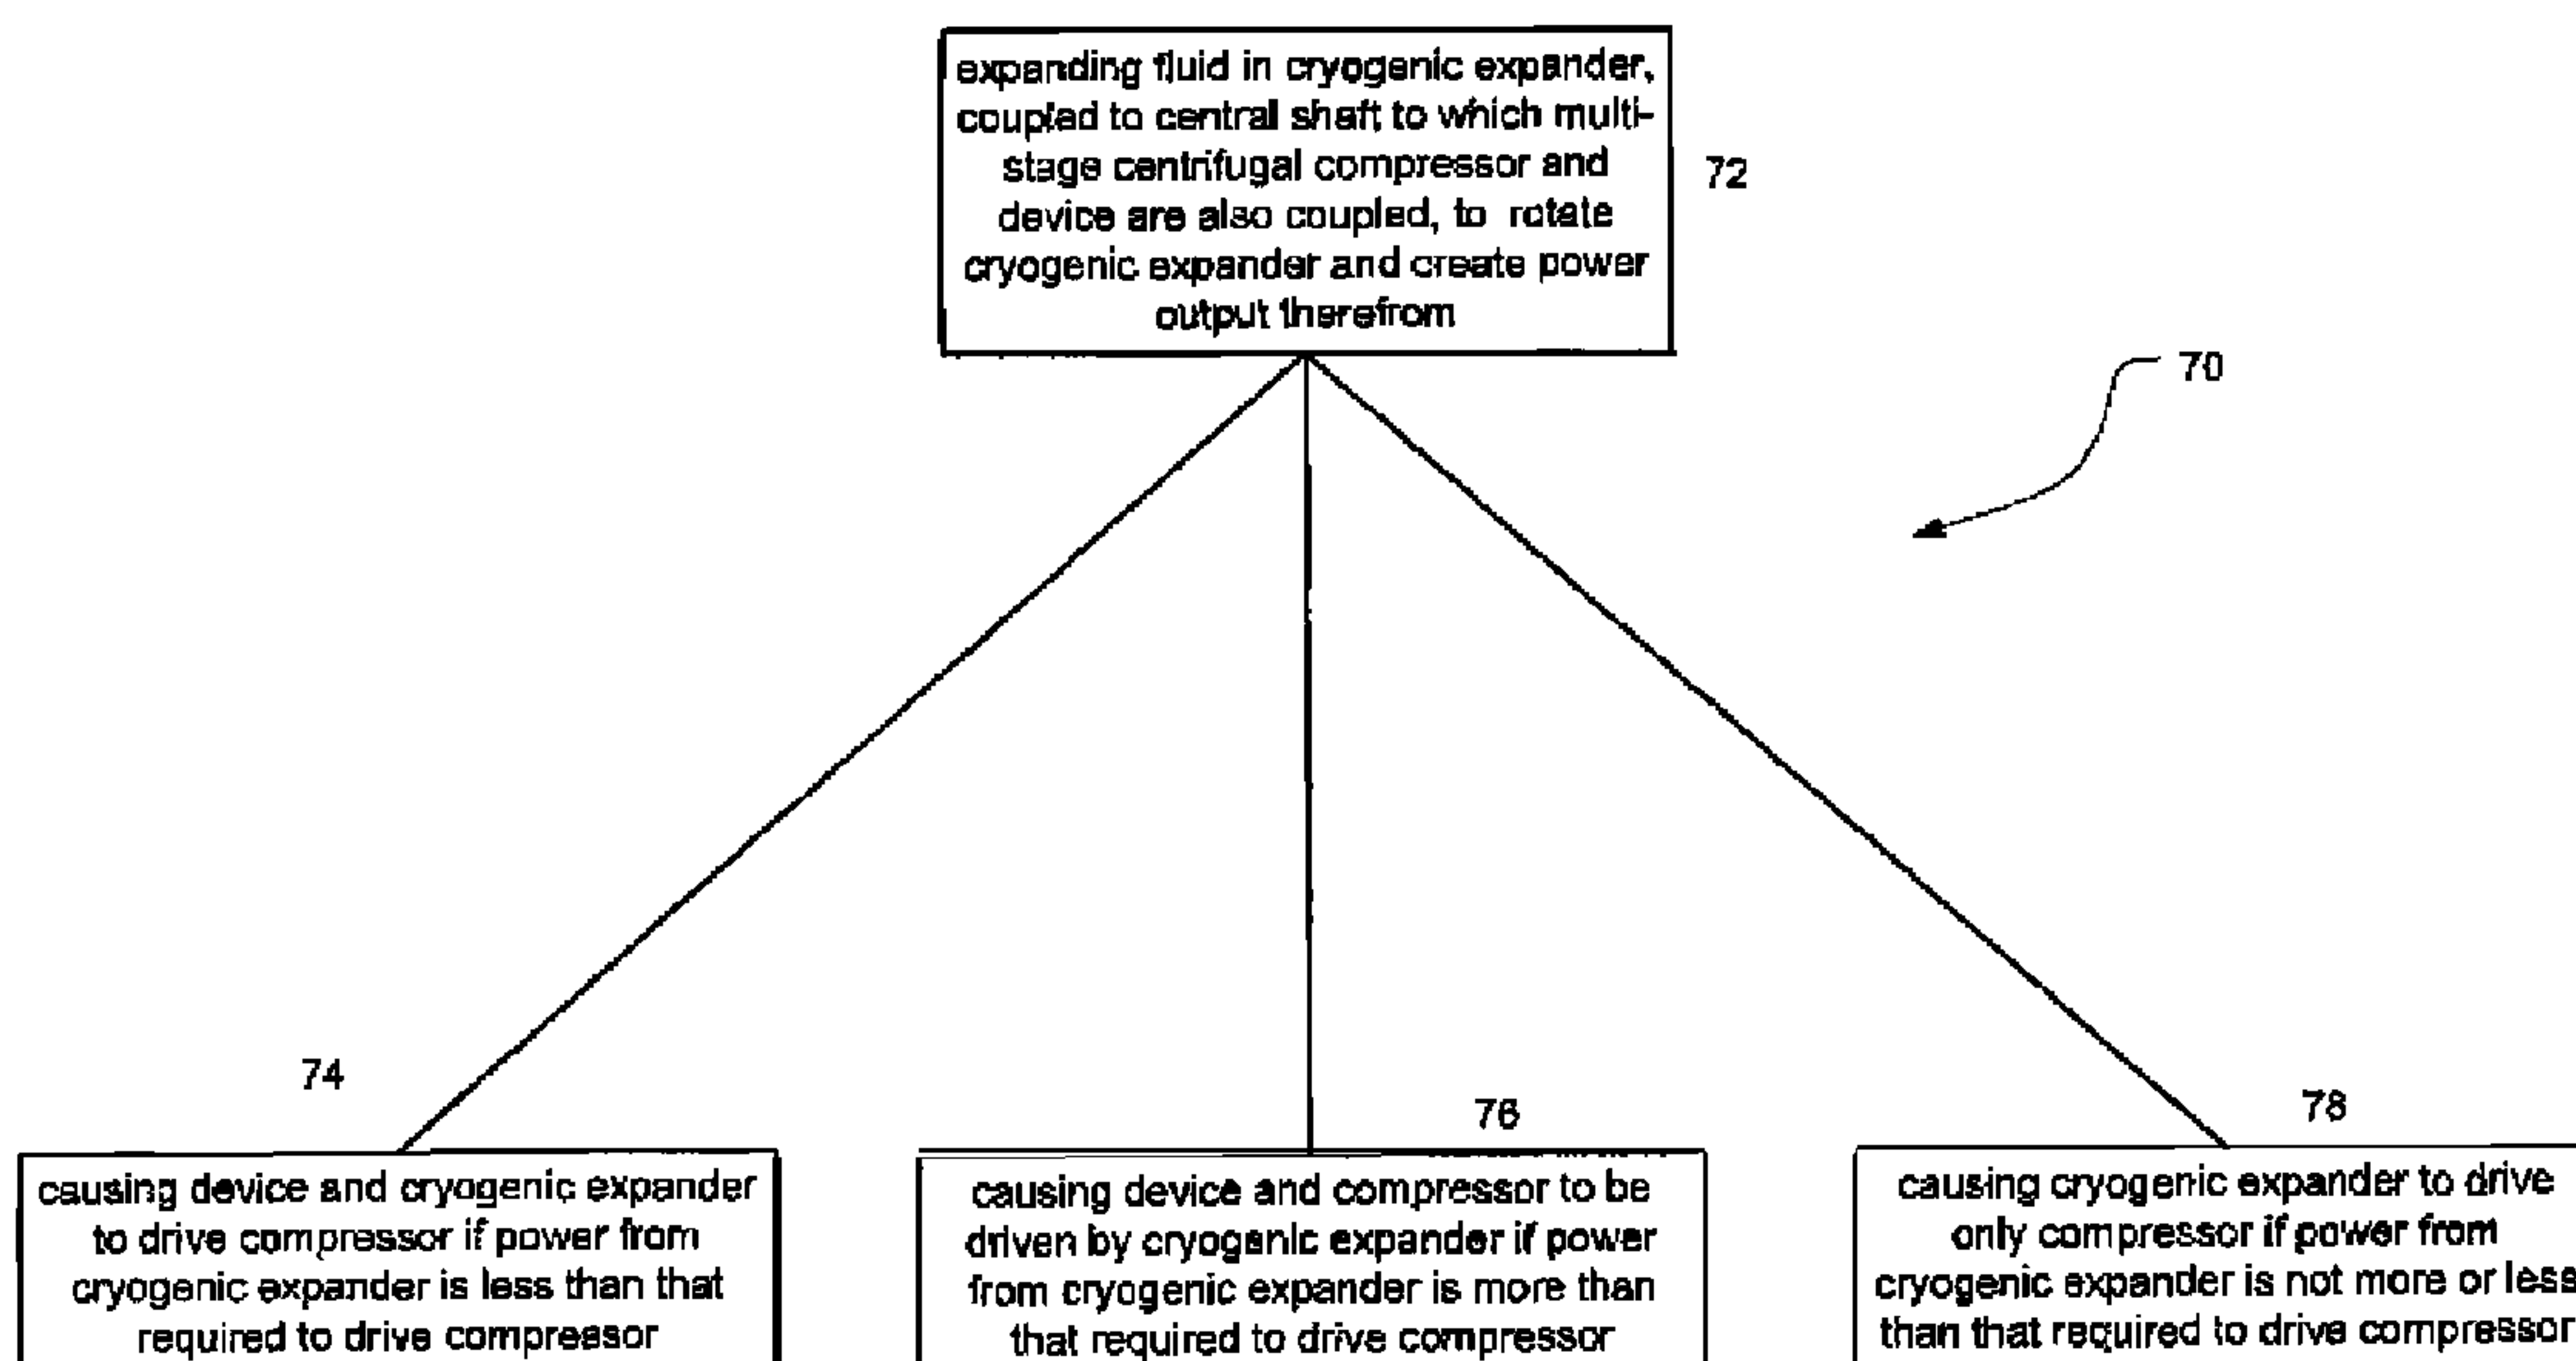 expanding fluid in cryogenic expander,
coupled to central shaft to which multi-
stage centrifugal compressor and
device are also coupled, to rotate
cryogenic expander and create power
output therefrom
72
70
74
76
78
causing device and cryogenic expander
to drive compressor if power from
cryogenic expander is less than that
required to drive compressor
causing device and compressor to be
driven by cryogenic expander if power
from cryogenic expander is more than
that required to drive compressor
causing cryogenic expander to drive
only compressor if power from
cryogenic expander is not more or less
than that required to drive compressor